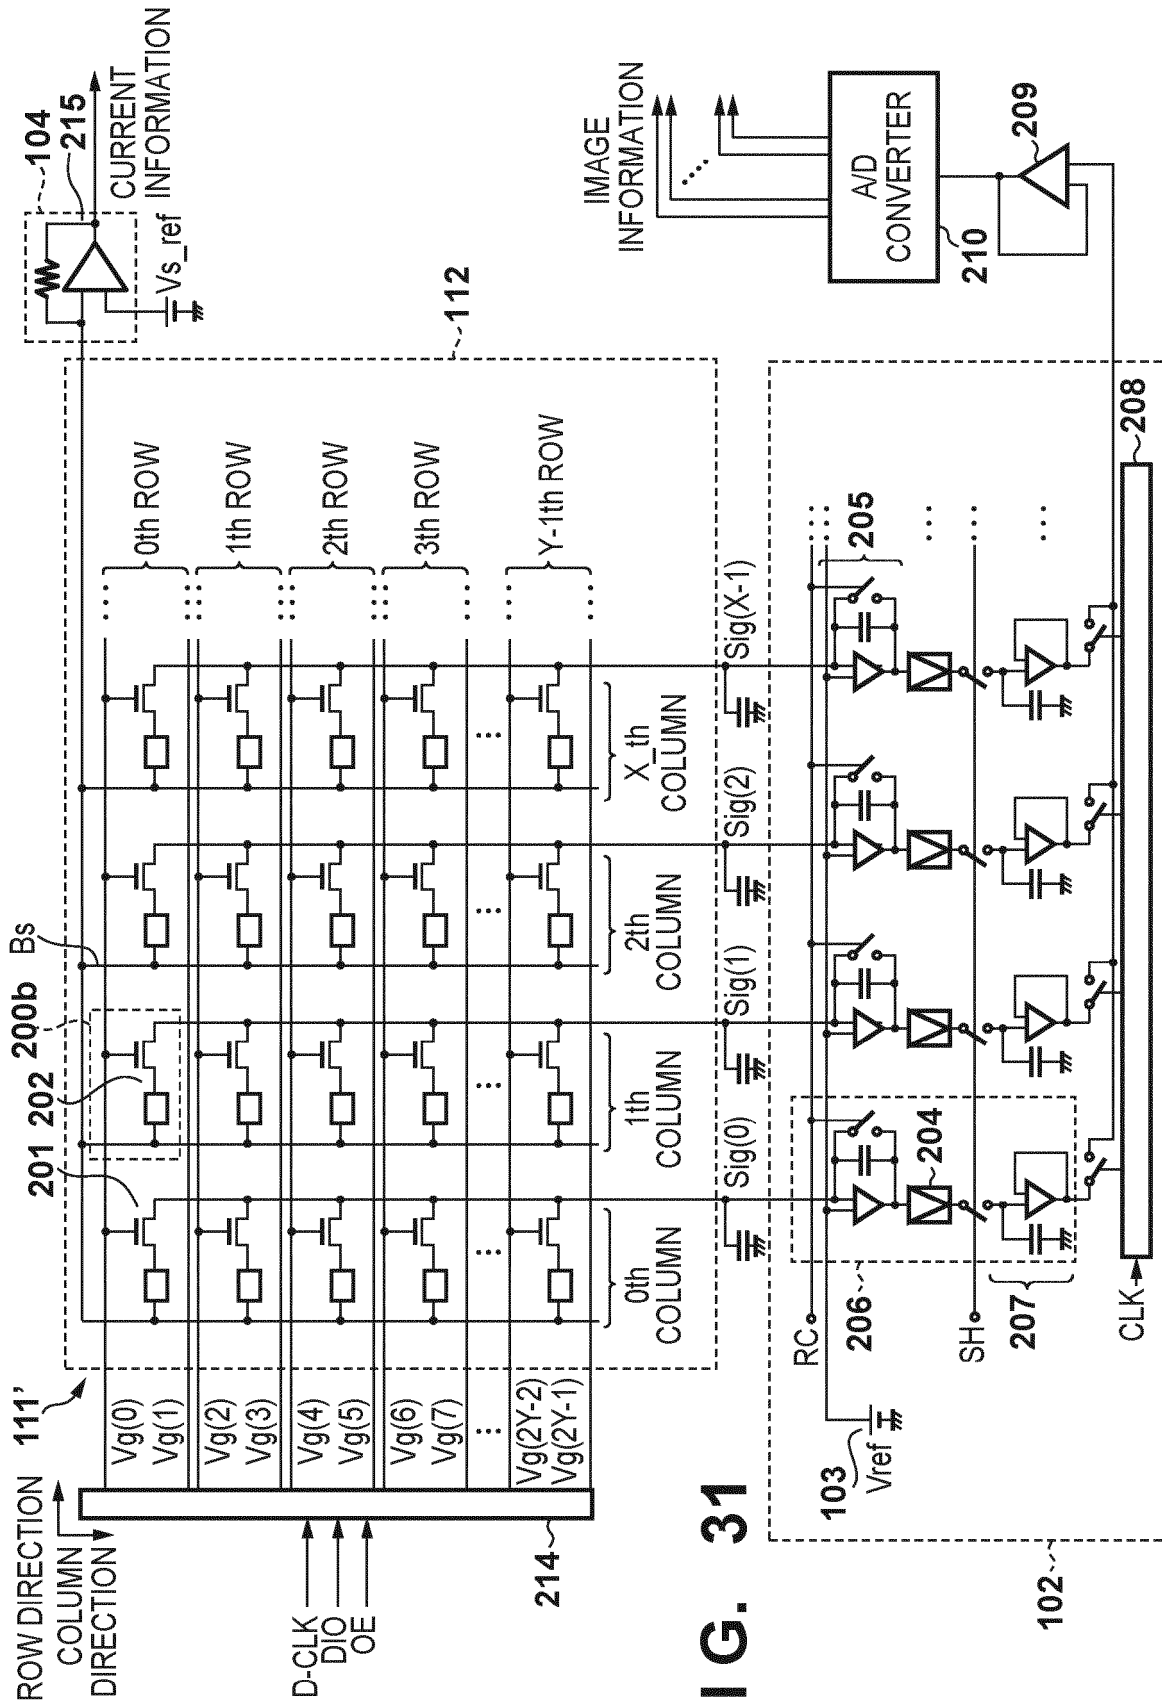 ROW DIRECTION
COLUMN
DIRECTION
111'
201
202
200b
Bs
104
215
CURRENT
INFORMATION
Vs_ref
112
Vg(0)
Vg(1)
Vg(2)
Vg(3)
Vg(4)
Vg(5)
Vg(6)
Vg(7)
Vg(2Y-2)
Vg(2Y-1)
0th ROW
1th ROW
2th ROW
3th ROW
Y-1th ROW
D-CLK
DIO
OE
214
0th
COLUMN
1th
COLUMN
2th
COLUMN
X_th
COLUMN
Sig(0)
Sig(1)
Sig(2)
Sig(X-1)
IMAGE
INFORMATION
A/D
CONVERTER
210
209
I G. 31
103
Vref
RC
206
204
205
SH
207
102
CLK
208